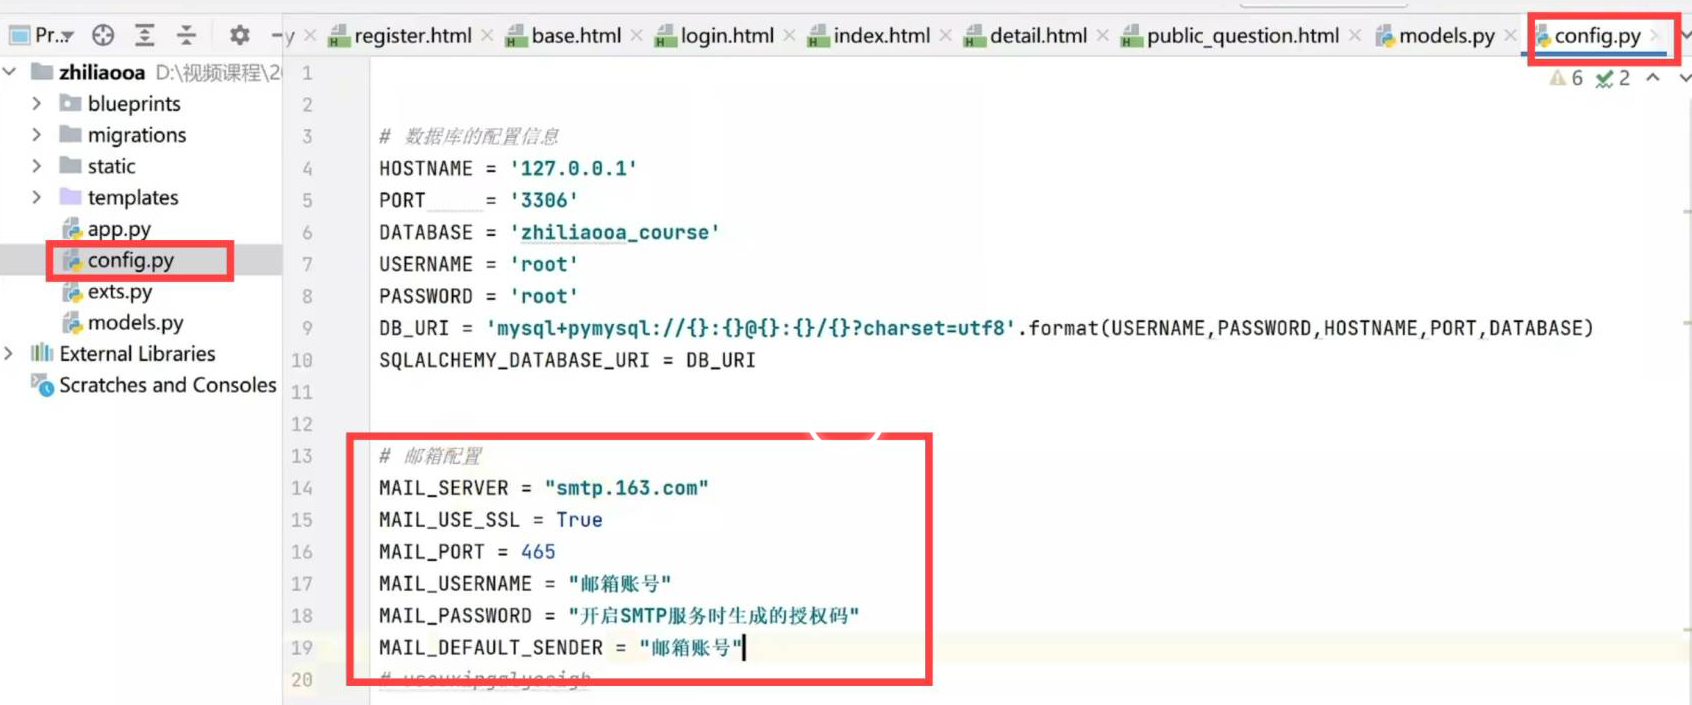 Pr...
y
register.html
base.html
login.html
index.html
detail.html
public_question.html
models.py
config.py
6 2
zhiliaooa D:\视频课程\20
blueprints
migrations
static
templates
app.py
config.py
exts.py
models.py
External Libraries
Scratches and Consoles
1
2
3 # 数据库的配置信息
4 HOSTNAME = '127.0.0.1'
5 PORT = '3306'
6 DATABASE = 'zhiliaooa_course'
7 USERNAME = 'root'
8 PASSWORD = 'root'
9 DB_URI = 'mysql+pymysql://{}:{}@{}:{}/{}?charset=utf8'.format(USERNAME,PASSWORD,HOSTNAME,PORT,DATABASE)
10 SQLALCHEMY_DATABASE_URI = DB_URI
11
12
13 # 邮箱配置
14 MAIL_SERVER = "smtp.163.com"
15 MAIL_USE_SSL = True
16 MAIL_PORT = 465
17 MAIL_USERNAME = "邮箱账号"
18 MAIL_PASSWORD = "开启SMTP服务时生成的授权码"
19 MAIL_DEFAULT_SENDER = "邮箱账号"
20 #